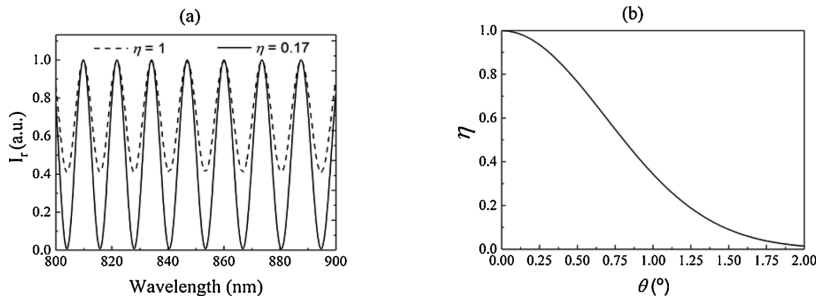 (a)
η = 1
η = 0.17
1.0
0.8
0.6
0.4
0.2
0.0
I_r (a.u.)
800 820 840 860 880 900
Wavelength (nm)
(b)
1.0
0.8
0.6
0.4
0.2
0.0
η
0.00 0.25 0.50 0.75 1.00 1.25 1.50 1.75 2.00
θ (º)